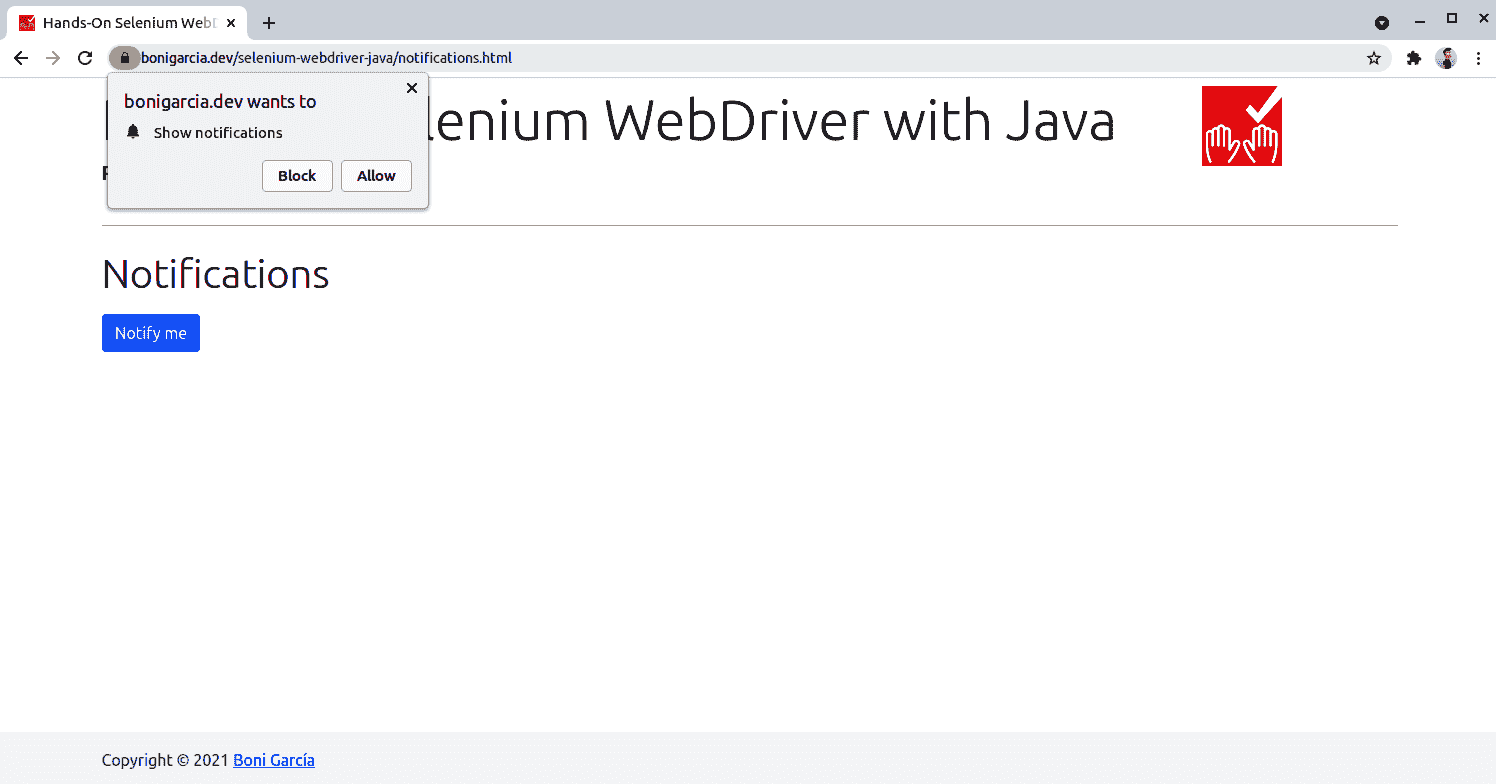 Hands-On Selenium WebD
bonigarcia.dev/selenium-webdriver-java/notifications.html
bonigarcia.dev wants to
Show notifications
Block Allow
lenium WebDriver with Java
Notifications
Notify me
Copyright © 2021 Boni García